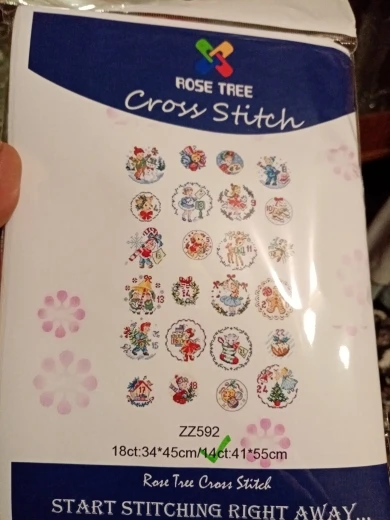 ROSE TREE
Cross Stitch
ZZ592
18ct:34*45cm/14ct:41*55cm
Rose Tree Cross Stitch
START STITCHING RIGHT AWAY...